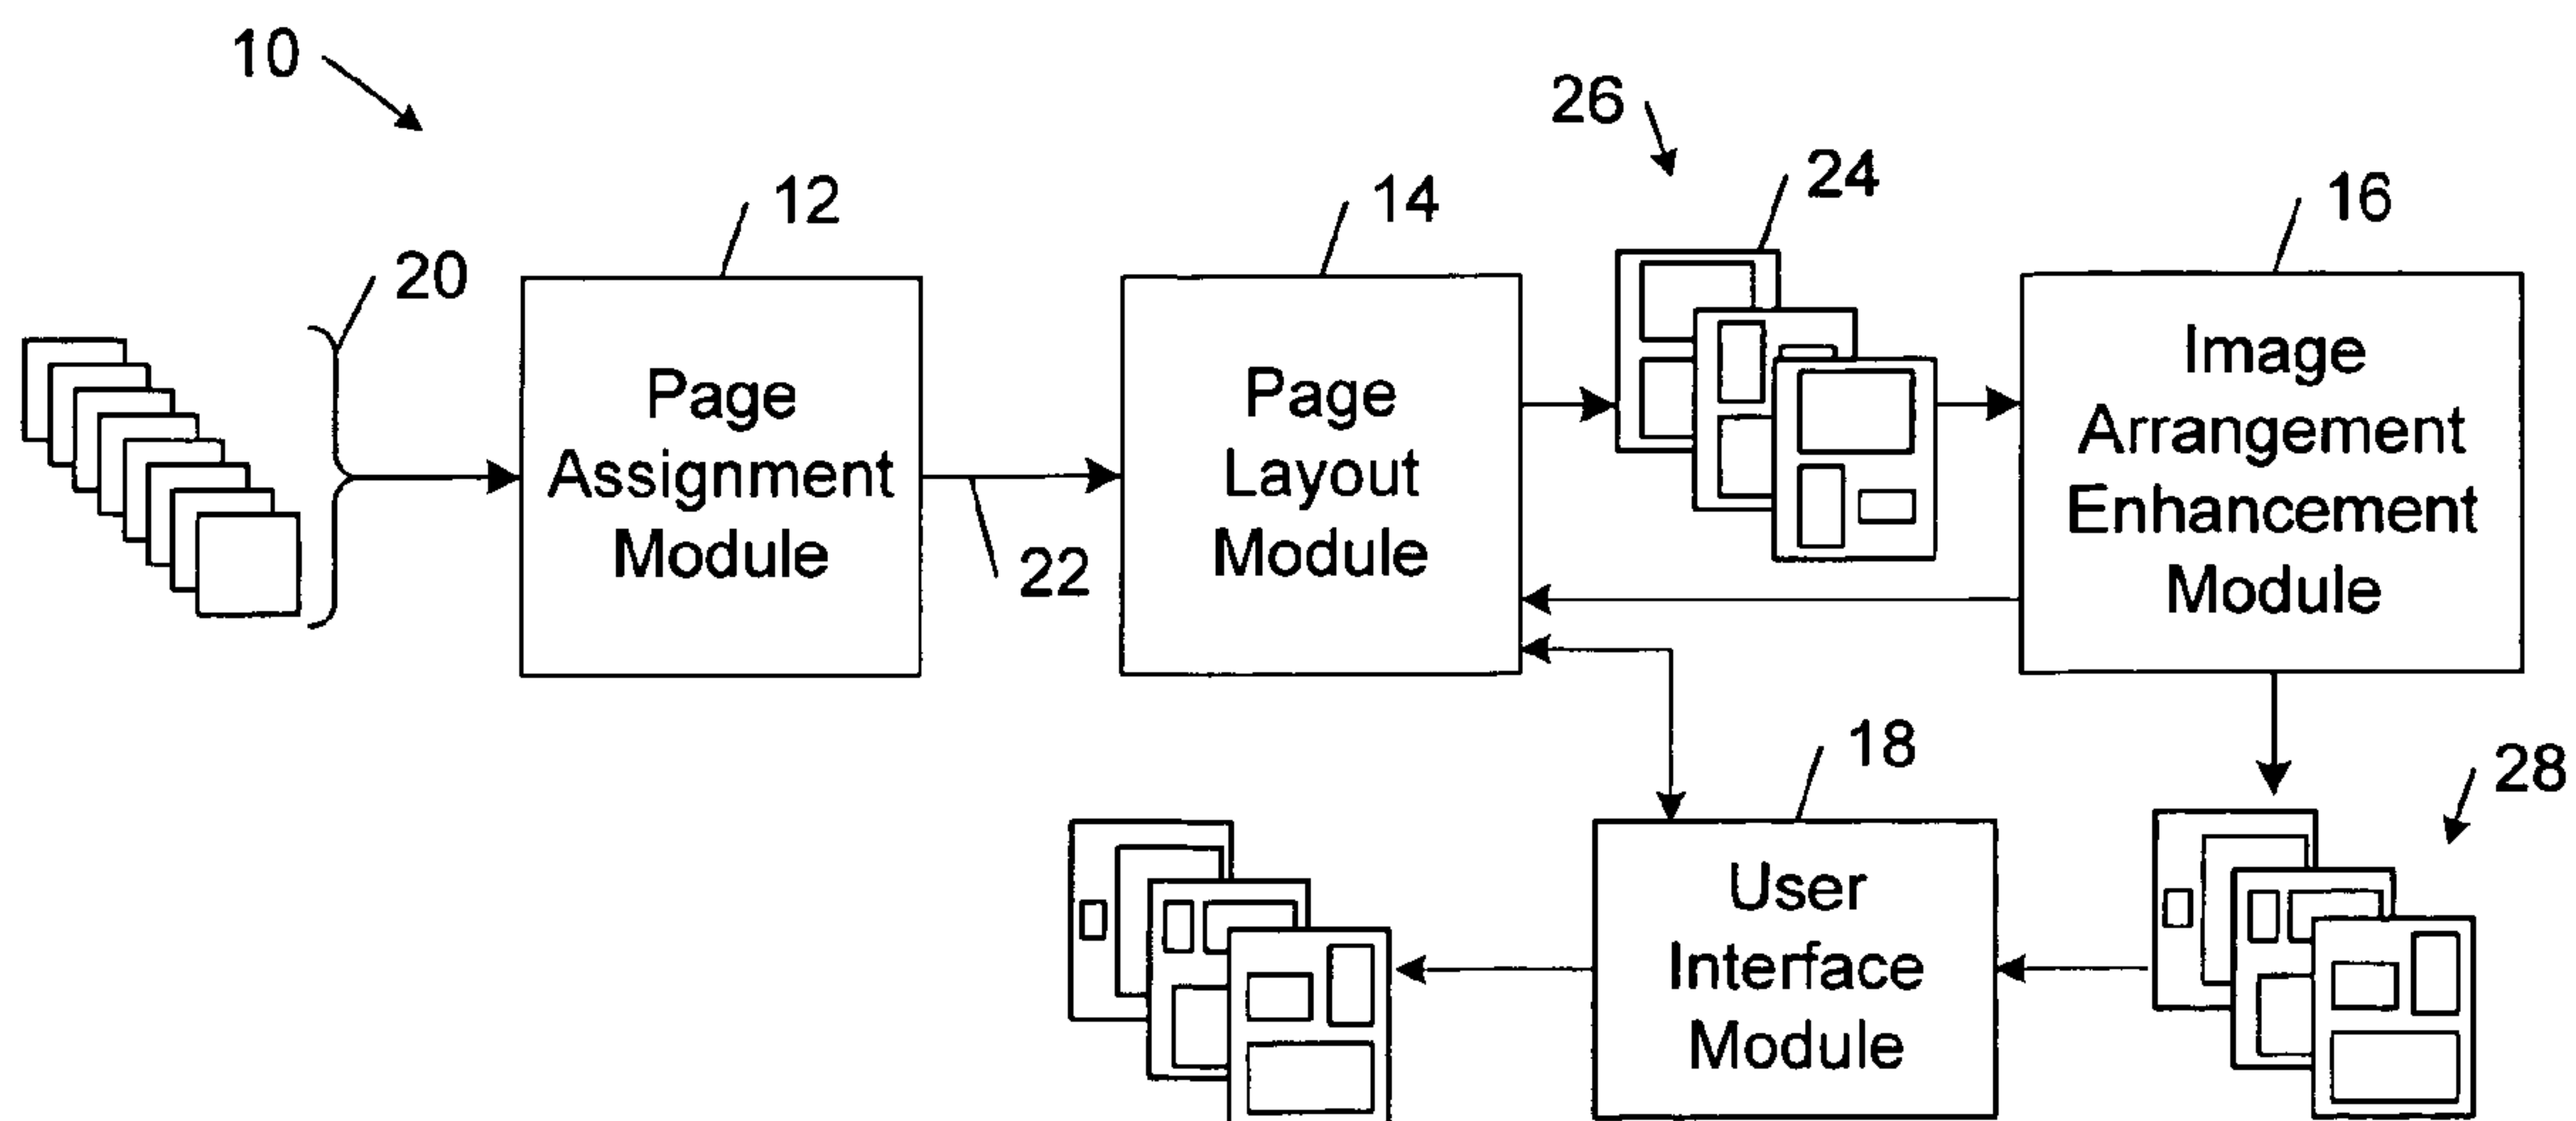 10
26
24
12
14
16
20
Page
Assignment
Module
Page
Layout
Module
Image
Arrangement
Enhancement
Module
22
18
28
User
Interface
Module